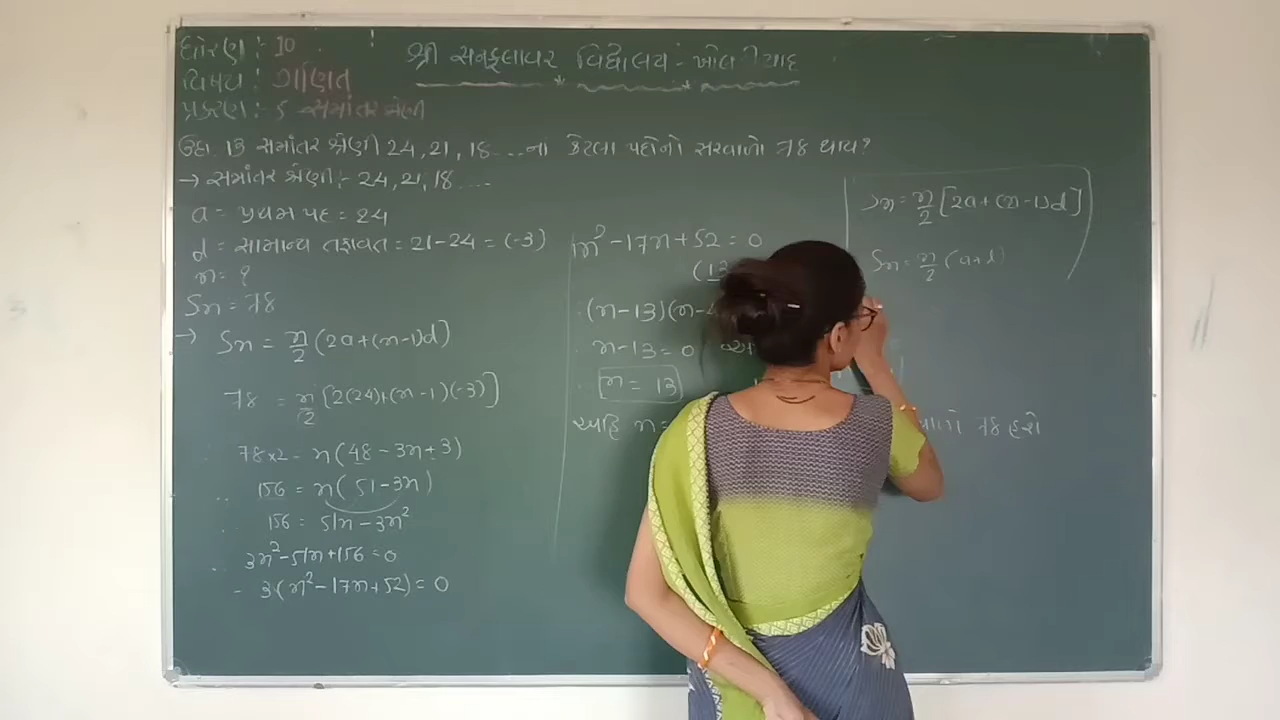 ધોરણ :- 10
શ્રી સનફલાવર વિદ્યાલય :-
વિષય : ગણિત
પ્રકરણ :- 5 સમાંતર શ્રેણી
ઉદા. 13 સમાંતર શ્રેણી 24, 21, 18 .... ના કેટલા પદોનો સરવાળો 78 થાય?
→ સમાંતર શ્રેણી :- 24, 21, 18 ....
a = પ્રથમ પદ = 24
d = સામાન્ય તફાવત = 21 - 24 = (-3)
n = ?
Sn = 78
→ Sn = n/2 (2a + (n - 1)d]
78 = n/2 [2(24) + (n - 1)(-3)]
78 × 2 = n(48 - 3n + 3)
∴ 156 = n(51 - 3n)
∴ 156 = 51n - 3n²
∴ 3n² - 51n + 156 = 0
- 3(n² - 17n + 52) = 0
n² - 17n + 52 = 0
(13
∴ (n - 13)(n - 4
∴ n - 13 = 0
∴ n = 13
અહિ n =
78 હશે
Sn = n/2 [2a + (n - 1)d]
Sn = n/2 (a + l)